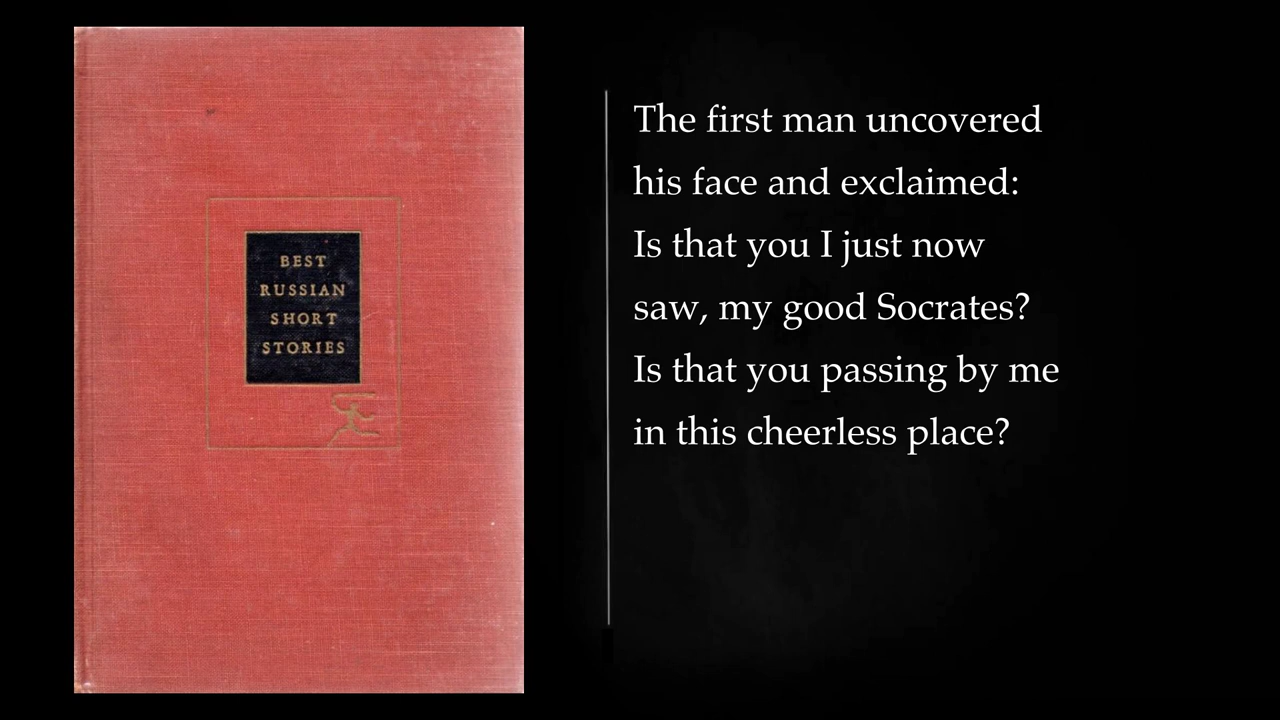 BEST
RUSSIAN
SHORT
STORIES
The first man uncovered
his face and exclaimed:
Is that you I just now
saw, my good Socrates?
Is that you passing by me
in this cheerless place?